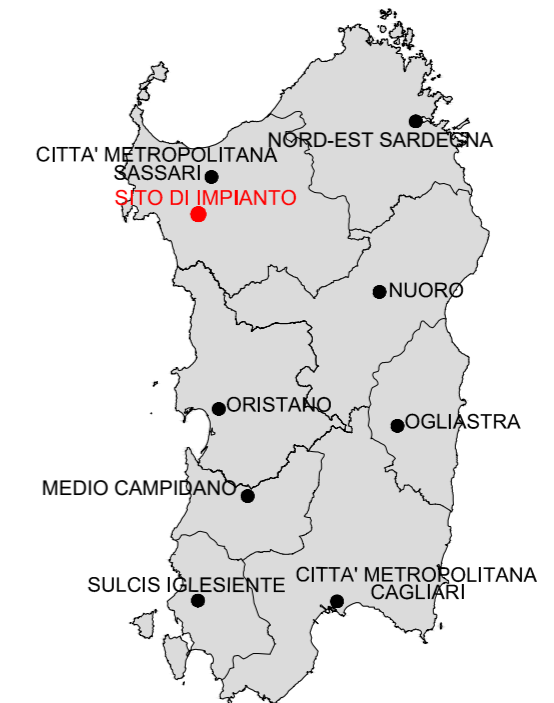 NORD-EST SARDEGNA
CITTA' METROPOLITANA
SASSARI
SITO DI IMPIANTO
NUORO
ORISTANO
OGLIASTRA
MEDIO CAMPIDANO
SULCIS IGLESIENTE
CITTA' METROPOLITANA
CAGLIARI